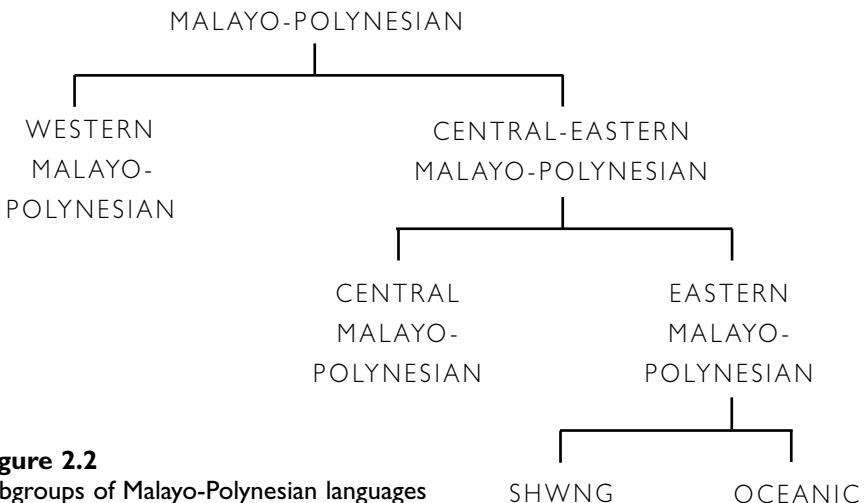 MALAYO-POLYNESIAN
WESTERN
MALAYO-
POLYNESIAN
CENTRAL-EASTERN
MALAYO-POLYNESIAN
CENTRAL
MALAYO-
POLYNESIAN
EASTERN
MALAYO-
POLYNESIAN
gure 2.2
bgroups of Malayo-Polynesian languages
SHWNG
OCEANIC